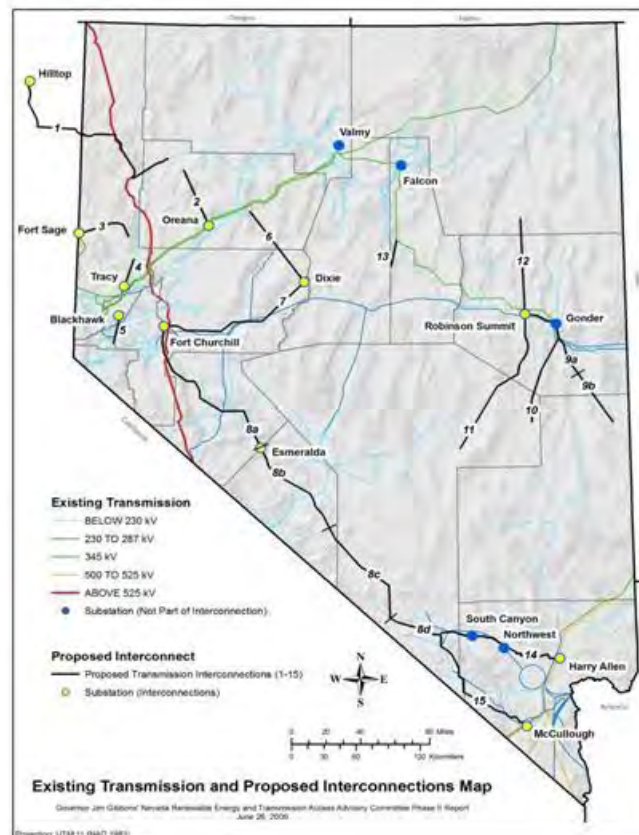 Hilltop
1
Valmy
Falcon
2
Oreana
Fort Sage
3
6
13
12
4
Tracy
Dixie
7
Blackhawk
5
Fort Churchill
Robinson Summit
Gonder
9a
9b
10
11
8a
Esmeralda
8b
8c
8d
South Canyon
Northwest
14
Harry Allen
15
McCullough
California
Existing Transmission
BELOW 230 kV
230 TO 287 kV
345 kV
500 TO 525 kV
ABOVE 525 kV
Substation (Not Part of Interconnection)
Proposed Interconnect
Proposed Transmission Interconnections (1-15)
Substation (Interconnections)
N
W E
S
Miles
Kilometers
Existing Transmission and Proposed Interconnections Map
Governor Jim Gibbons' Nevada Renewable Energy and Transmission Access Advisory Committee Phase II Report